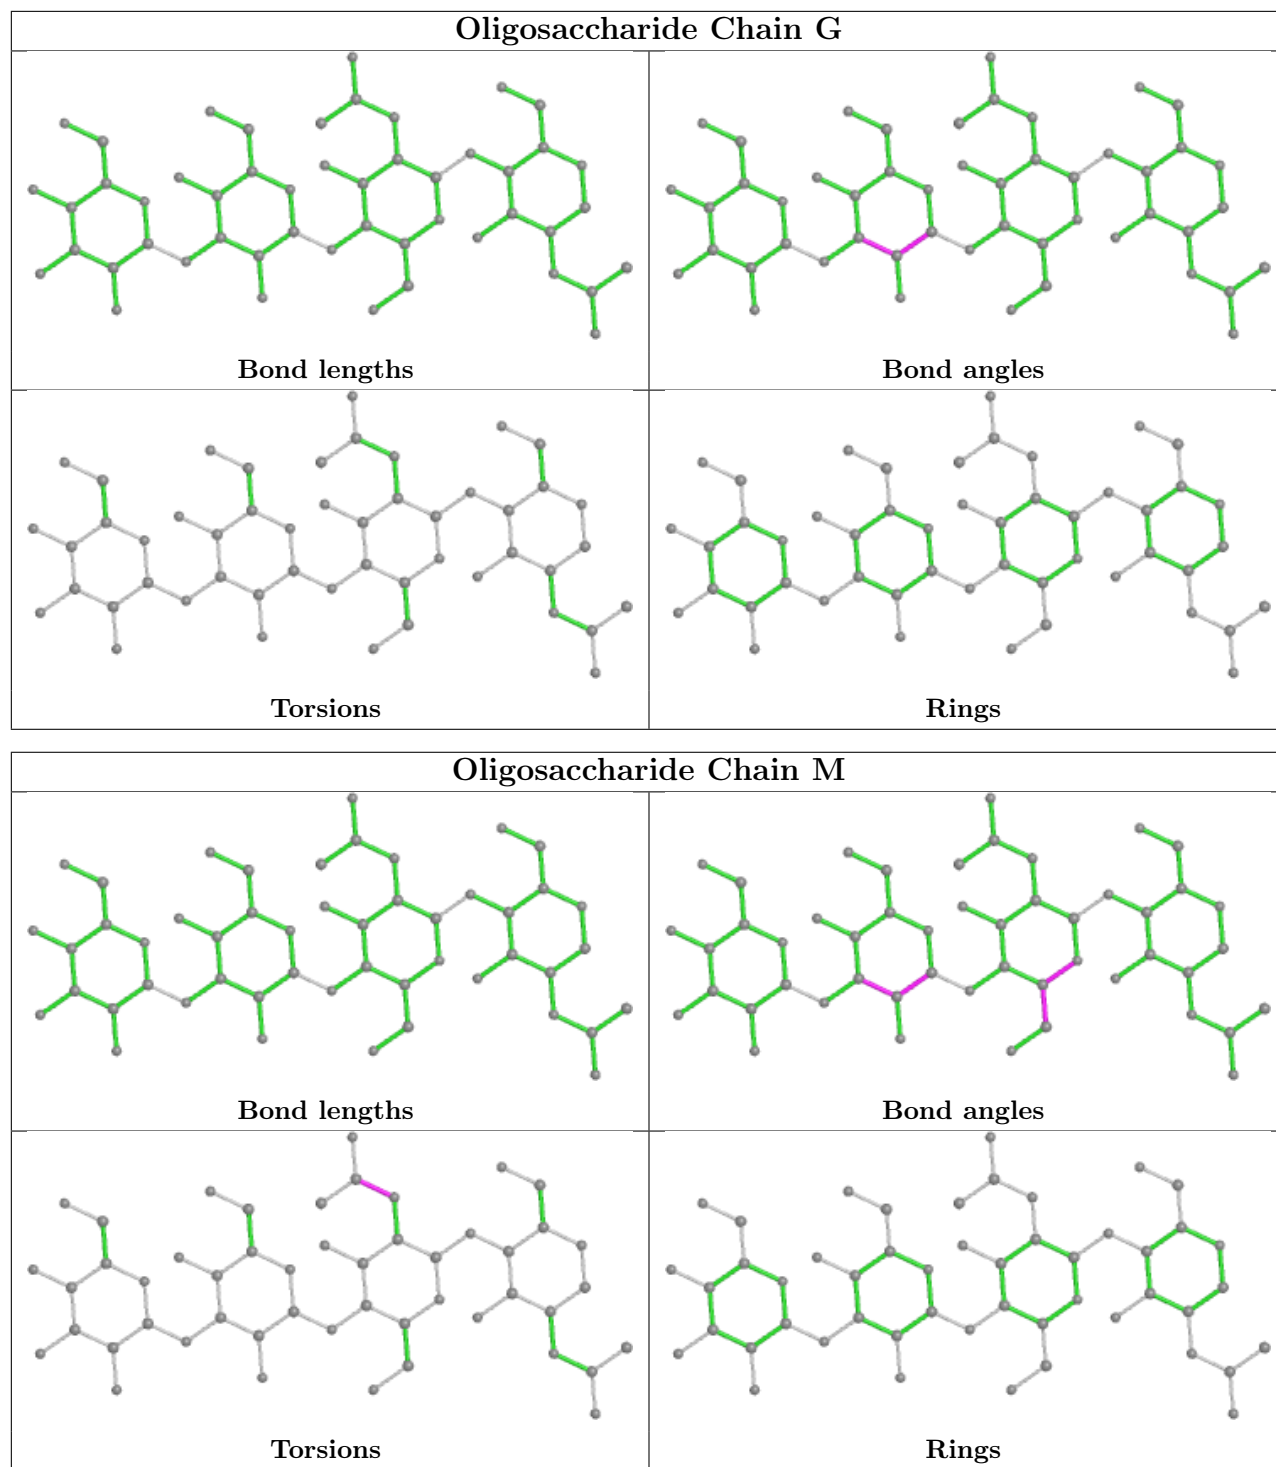 Oligosaccharide Chain G
Bond lengths
Bond angles
Torsions
Rings
Oligosaccharide Chain M
Bond lengths
Bond angles
Torsions
Rings